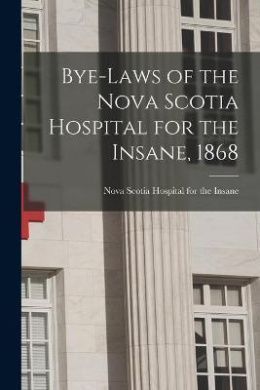 Bye-Laws of the
Nova Scotia
Hospital for the
Insane, 1868
Nova Scotia Hospital for the Insane